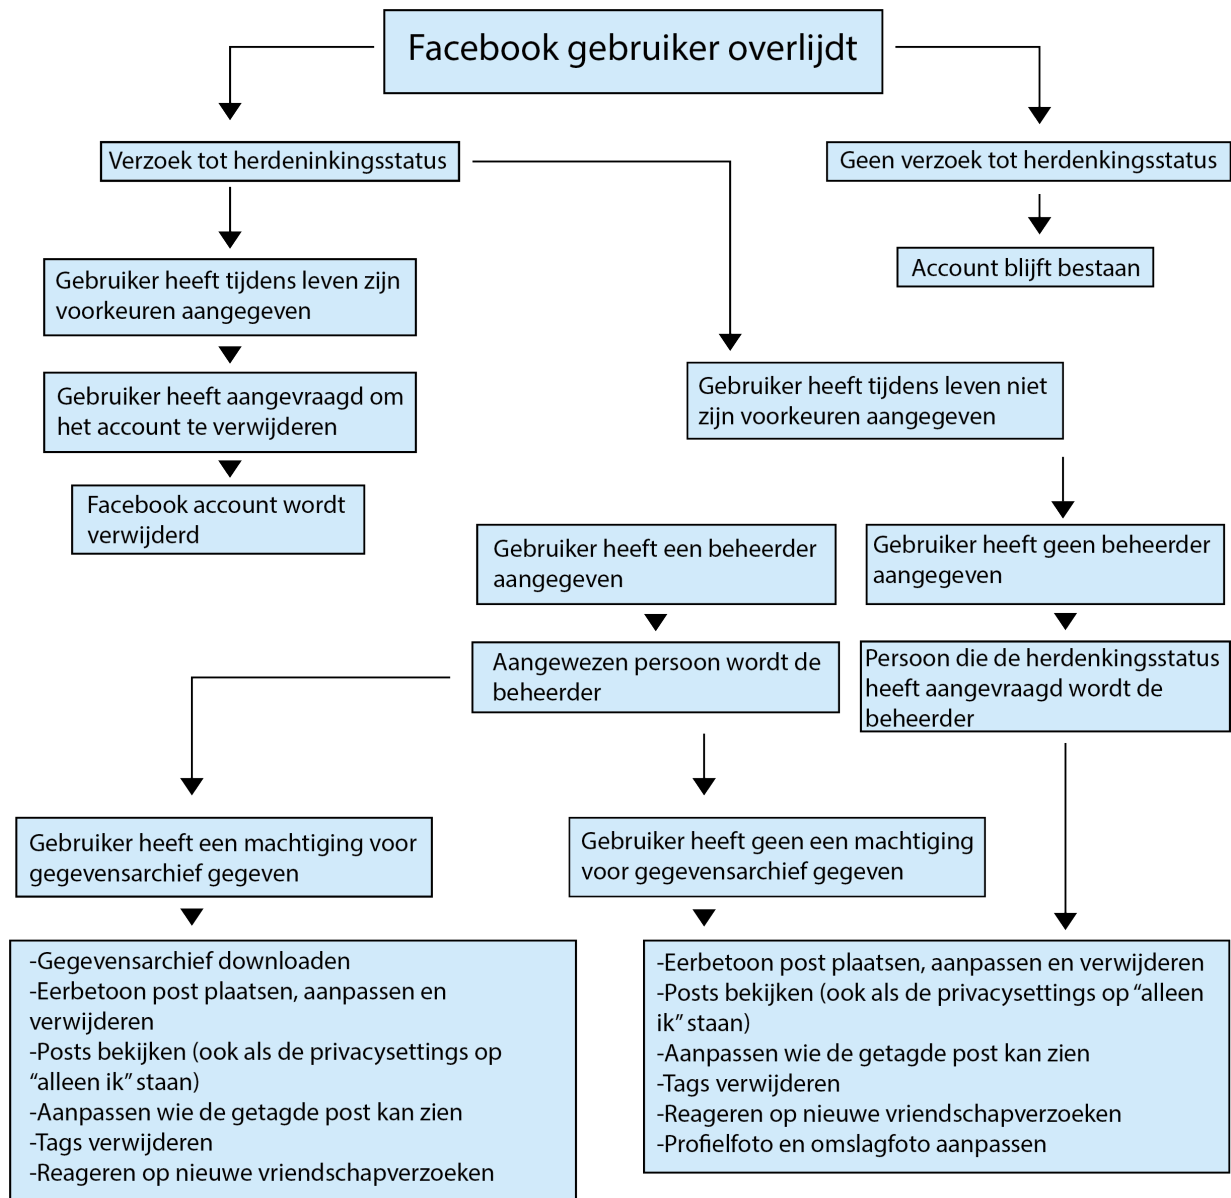 Facebook gebruiker overlijdt
Verzoek tot herdeninkingsstatus
Geen verzoek tot herdenkingsstatus
Gebruiker heeft tijdens leven zijn
voorkeuren aangegeven
Account blijft bestaan
Gebruiker heeft aangevraagd om
het account te verwijderen
Gebruiker heeft tijdens leven niet
zijn voorkeuren aangegeven
Facebook account wordt
verwijderd
Gebruiker heeft een beheerder
aangegeven
Gebruiker heeft geen beheerder
aangegeven
Aangewezen persoon wordt de
beheerder
Persoon die de herdenkingsstatus
heeft aangevraagd wordt de
beheerder
Gebruiker heeft een machtiging voor
gegevensarchief gegeven
Gebruiker heeft geen een machtiging
voor gegevensarchief gegeven
-Gegevensarchief downloaden
-Eerbetoon post plaatsen, aanpassen en
verwijderen
-Posts bekijken (ook als de privacysettings op
“alleen ik” staan)
-Aanpassen wie de getagde post kan zien
-Tags verwijderen
-Reageren op nieuwe vriendschapverzoeken
-Eerbetoon post plaatsen, aanpassen en verwijderen
-Posts bekijken (ook als de privacysettings op “alleen
ik” staan)
-Aanpassen wie de getagde post kan zien
-Tags verwijderen
-Reageren op nieuwe vriendschapverzoeken
-Profielfoto en omslagfoto aanpassen